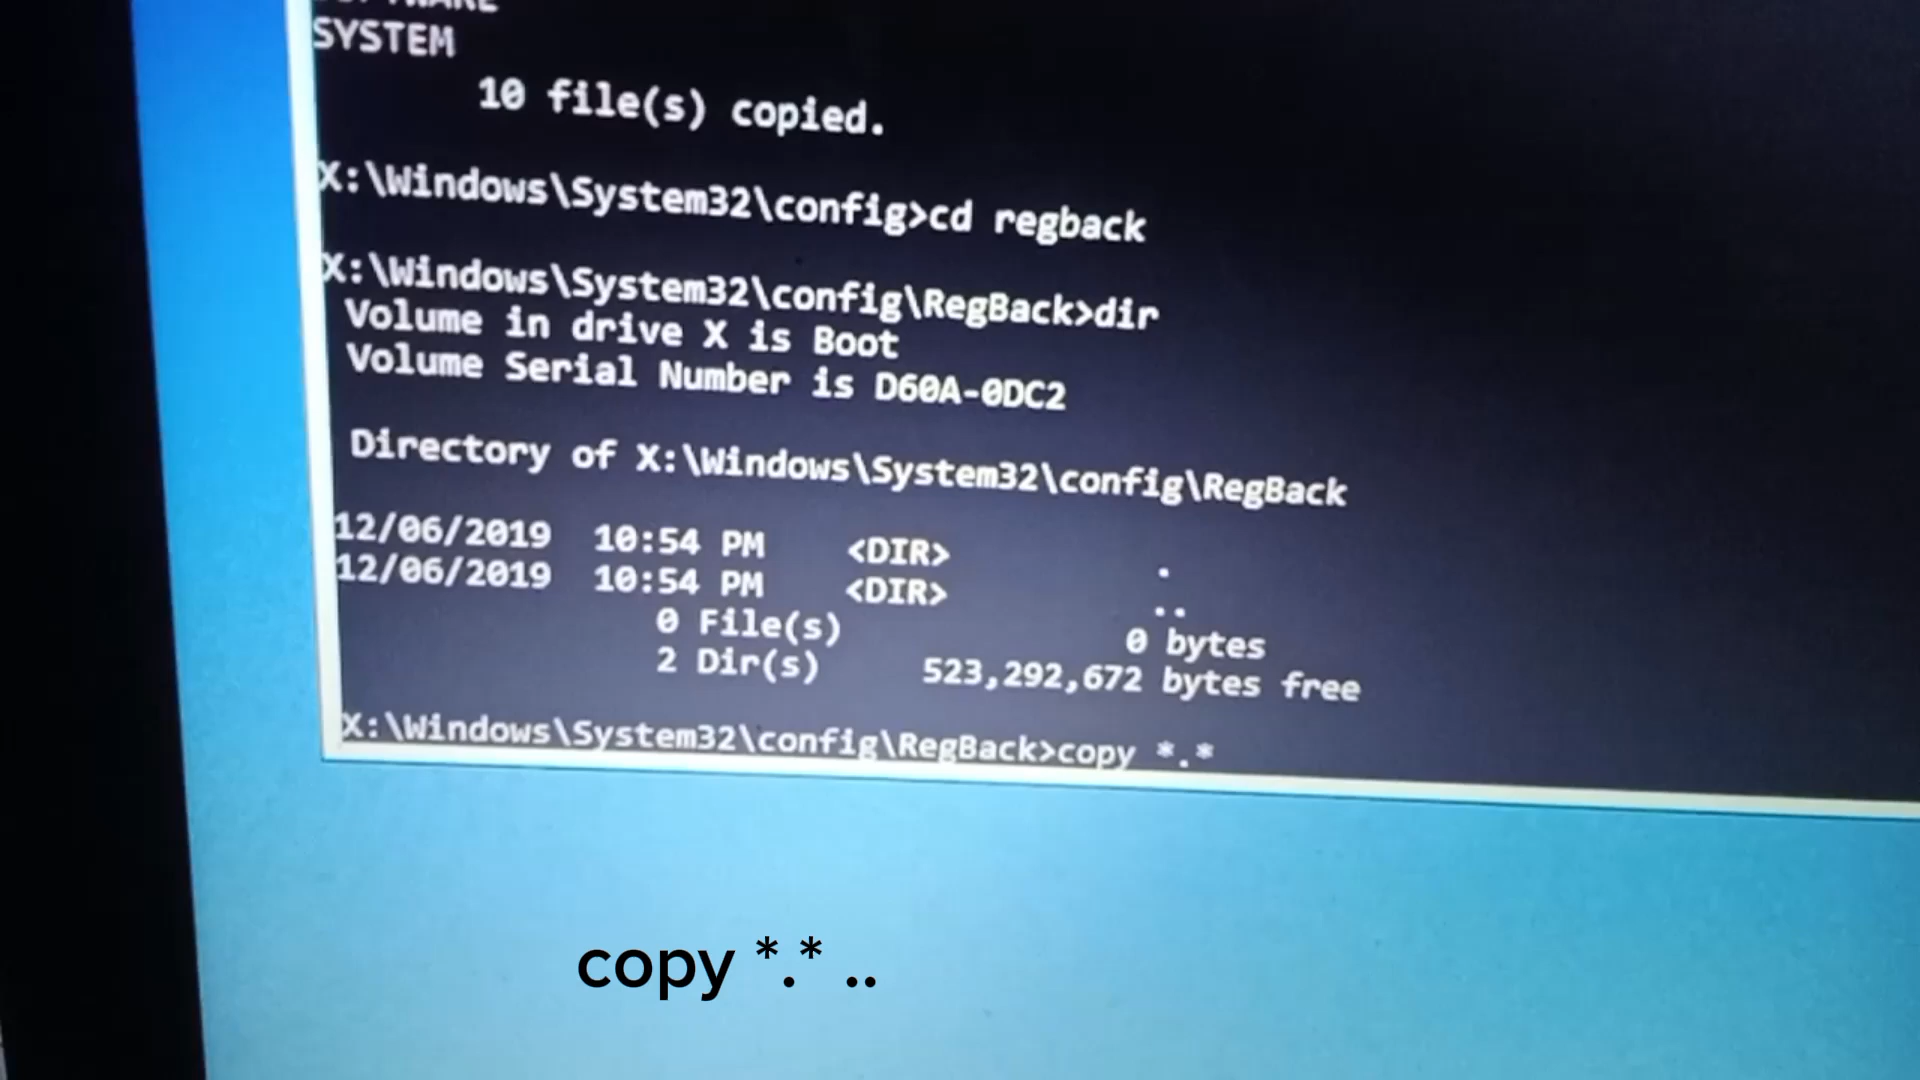 SOFTWARE
SYSTEM
10 file(s) copied.
X:\Windows\System32\config>cd regback
X:\Windows\System32\config\RegBack>dir
Volume in drive X is Boot
Volume Serial Number is D60A-0DC2
Directory of X:\Windows\System32\config\RegBack
12/06/2019 10:54 PM <DIR> .
12/06/2019 10:54 PM <DIR> ..
0 File(s) 0 bytes
2 Dir(s) 523,292,672 bytes free
X:\Windows\System32\config\RegBack>copy *.*
copy *.* ..